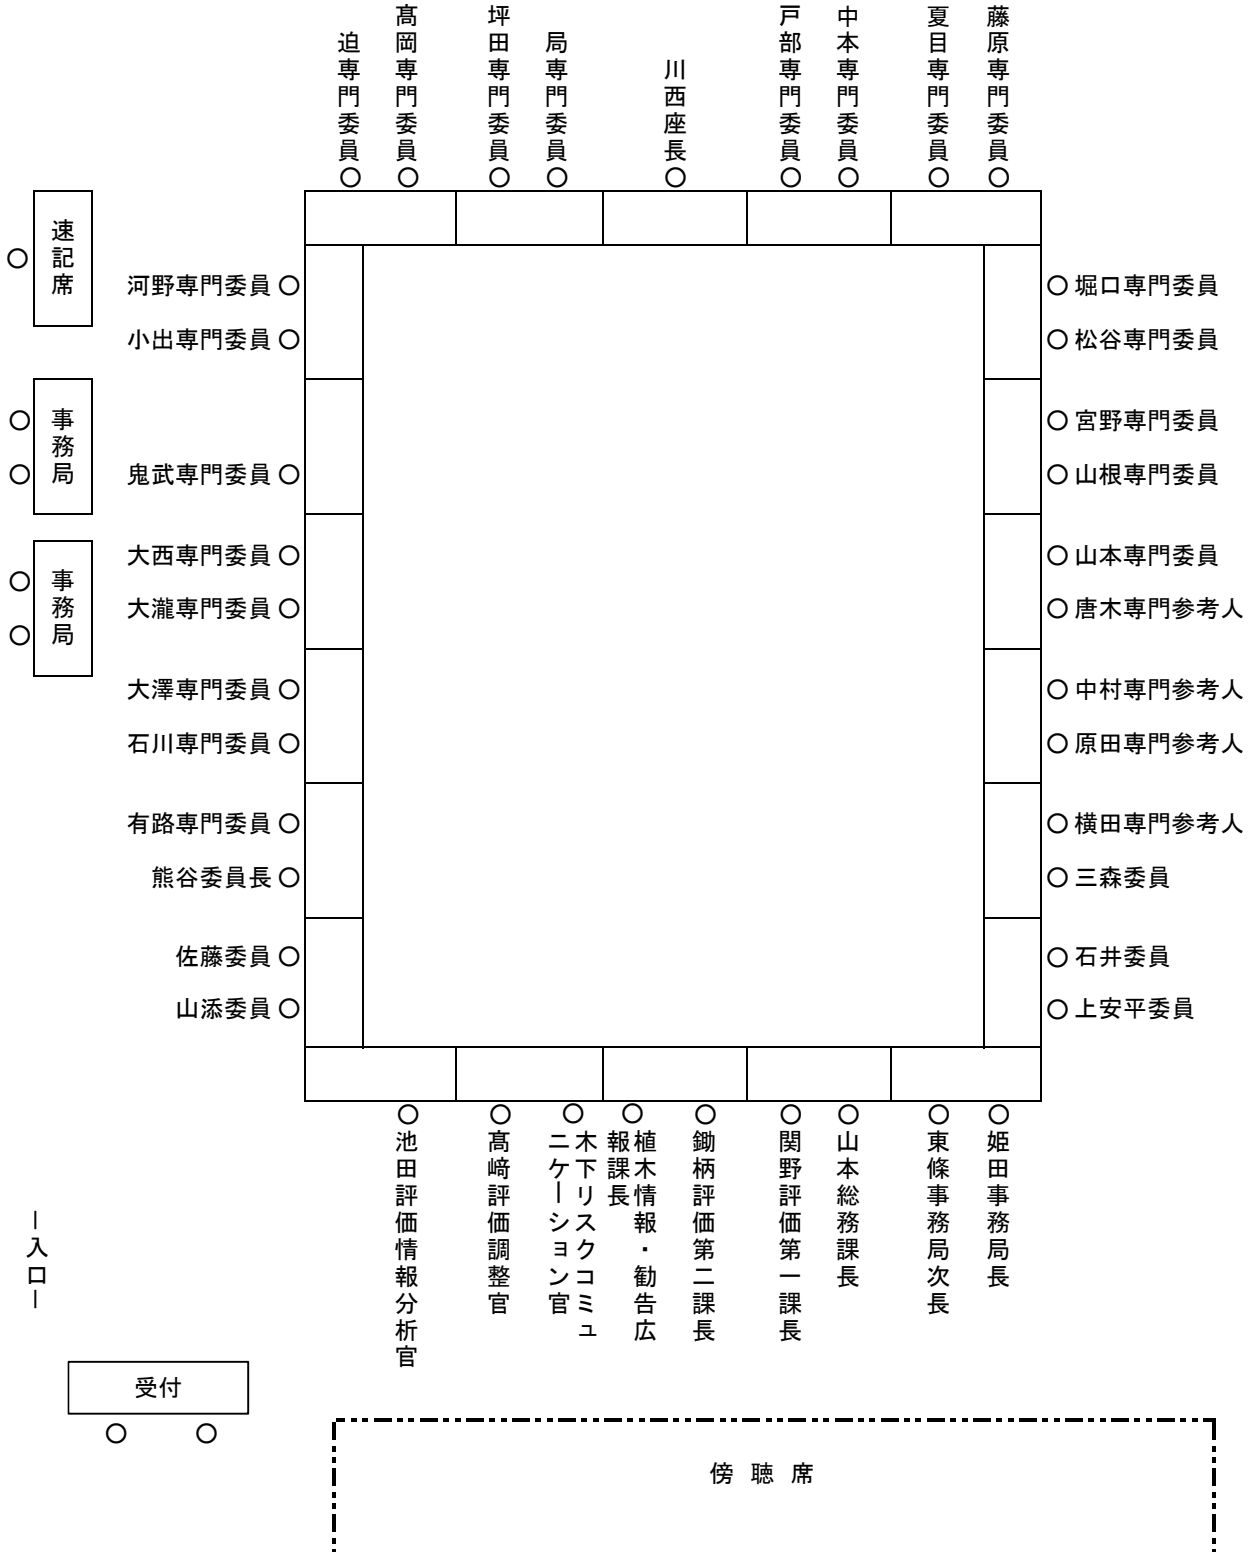 迫専門委員
髙岡専門委員
坪田専門委員
局専門委員
川西座長
戸部専門委員
中本専門委員
夏目専門委員
藤原専門委員
速記席
事務局
事務局
河野専門委員
小出専門委員
鬼武専門委員
大西専門委員
大瀧専門委員
大澤専門委員
石川専門委員
有路専門委員
熊谷委員長
佐藤委員
山添委員
堀口専門委員
松谷専門委員
宮野専門委員
山根専門委員
山本専門委員
唐木専門参考人
中村専門参考人
原田専門参考人
横田専門参考人
三森委員
石井委員
上安平委員
池田評価情報分析官
髙﨑評価調整官
木下リスクコミュ
ニケーション官
植木情報・勧告広
報課長
鋤柄評価第二課長
関野評価第一課長
山本総務課長
東條事務局次長
姫田事務局長
－入口－
受付
傍聴席